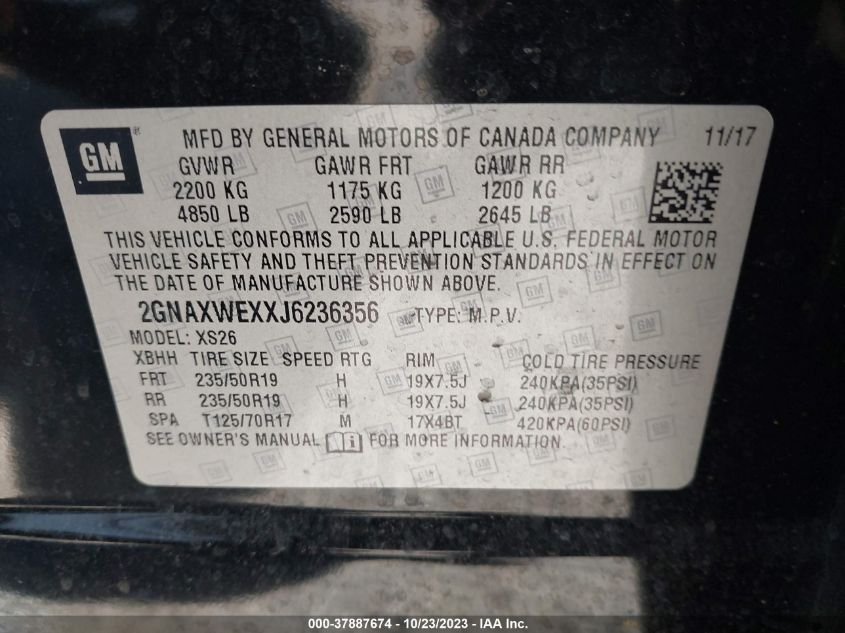 GM ® MFD BY GENERAL MOTORS OF CANADA COMPANY 11/17
GVWR GAWR FRT GAWR RR
2200 KG 1175 KG 1200 KG
4850 LB 2590 LB 2645 LB
THIS VEHICLE CONFORMS TO ALL APPLICABLE U.S. FEDERAL MOTOR
VEHICLE SAFETY AND THEFT PREVENTION STANDARDS IN EFFECT ON
THE DATE OF MANUFACTURE SHOWN ABOVE.
2GNAXWEXXJ6236356 TYPE: M.P.V.
MODEL: XS26
XBHH TIRE SIZE SPEED RTG RIM COLD TIRE PRESSURE
FRT 235/50R19 H 19X7.5J 240KPA(35PSI)
RR 235/50R19 H 19X7.5J 240KPA(35PSI)
SPA T125/70R17 M 17X4BT 420KPA(60PSI)
SEE OWNER'S MANUAL i FOR MORE INFORMATION.
000-37887674 - 10/23/2023 - IAA Inc.